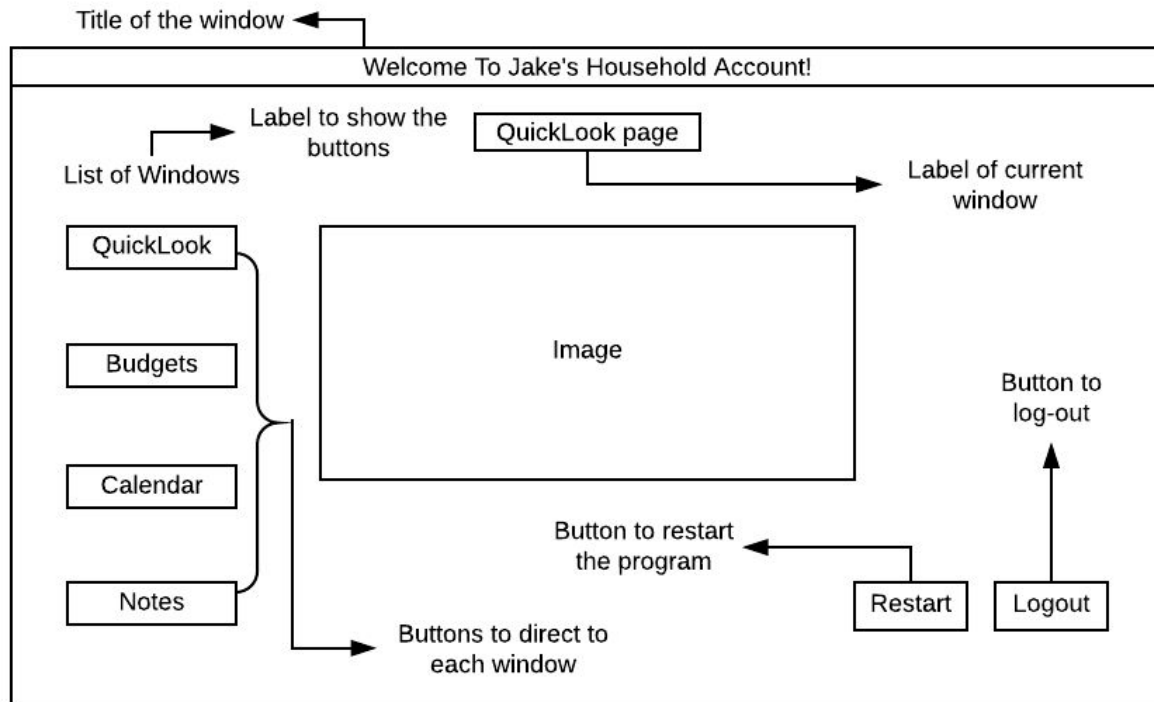 Title of the window
Welcome To Jake's Household Account!
Label to show the
buttons
QuickLook page
List of Windows
Label of current
window
QuickLook
Budgets
Calendar
Notes
Image
Button to
log-out
Button to restart
the program
Restart
Logout
Buttons to direct to
each window